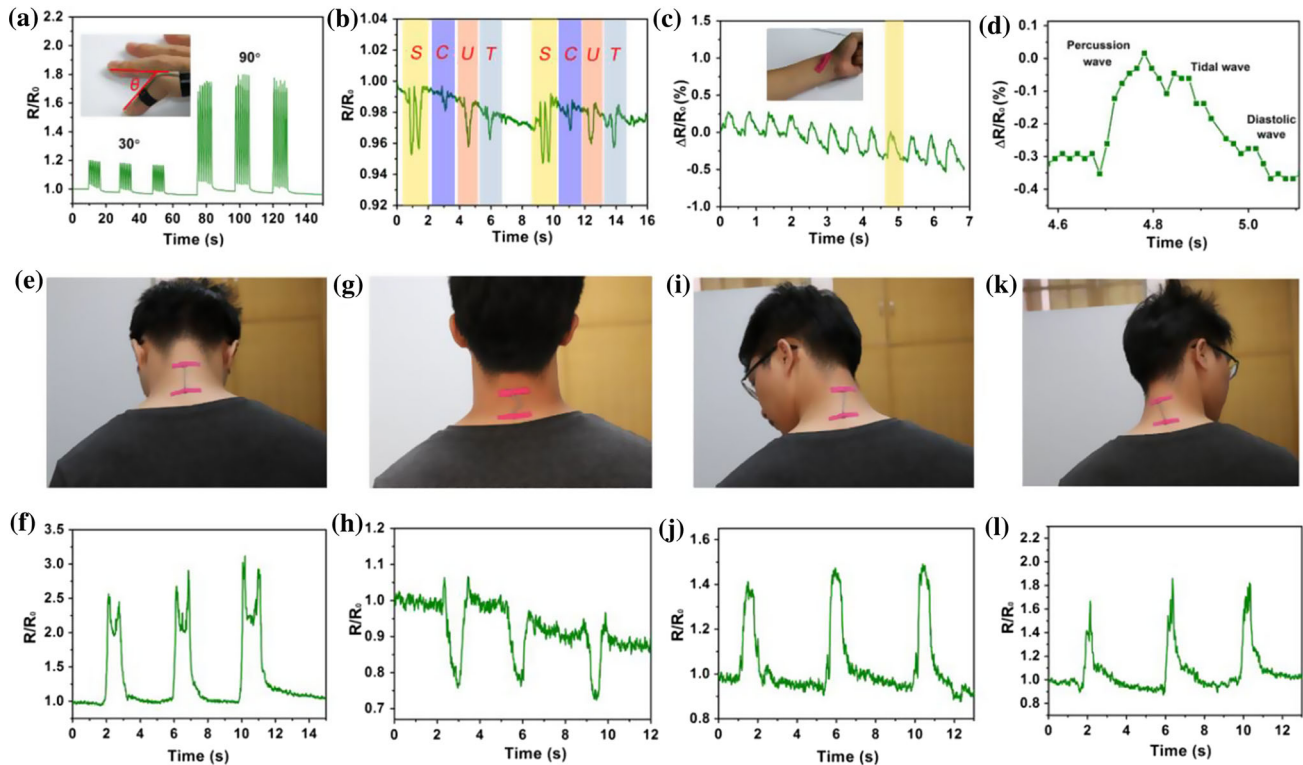 (a)
R/R₀
2.2
2.0
1.8
1.6
1.4
1.2
1.0
θ
30°
90°
0 20 40 60 80 100 120 140
Time (s)
(b)
R/R₀
1.04
1.02
1.00
0.98
0.96
0.94
0.92
S C U T S C U T
0 2 4 6 8 10 12 14 16
Time (s)
(c)
ΔR/R₀ (%)
1.5
1.0
0.5
0.0
-0.5
-1.0
0 1 2 3 4 5 6 7
Time (s)
(d)
ΔR/R₀ (%)
0.1
0.0
-0.1
-0.2
-0.3
-0.4
Percussion
wave
Tidal wave
Diastolic
wave
4.6 4.8 5.0
Time (s)
(e)
(g)
(i)
(k)
(f)
R/R₀
3.5
3.0
2.5
2.0
1.5
1.0
0 2 4 6 8 10 12 14
Time (s)
(h)
R/R₀
1.2
1.1
1.0
0.9
0.8
0.7
0 2 4 6 8 10 12
Time (s)
(j)
R/R₀
1.6
1.4
1.2
1.0
0.8
0 2 4 6 8 10 12
Time (s)
(l)
R/R₀
2.2
2.0
1.8
1.6
1.4
1.2
1.0
0.8
0 2 4 6 8 10 12
Time (s)